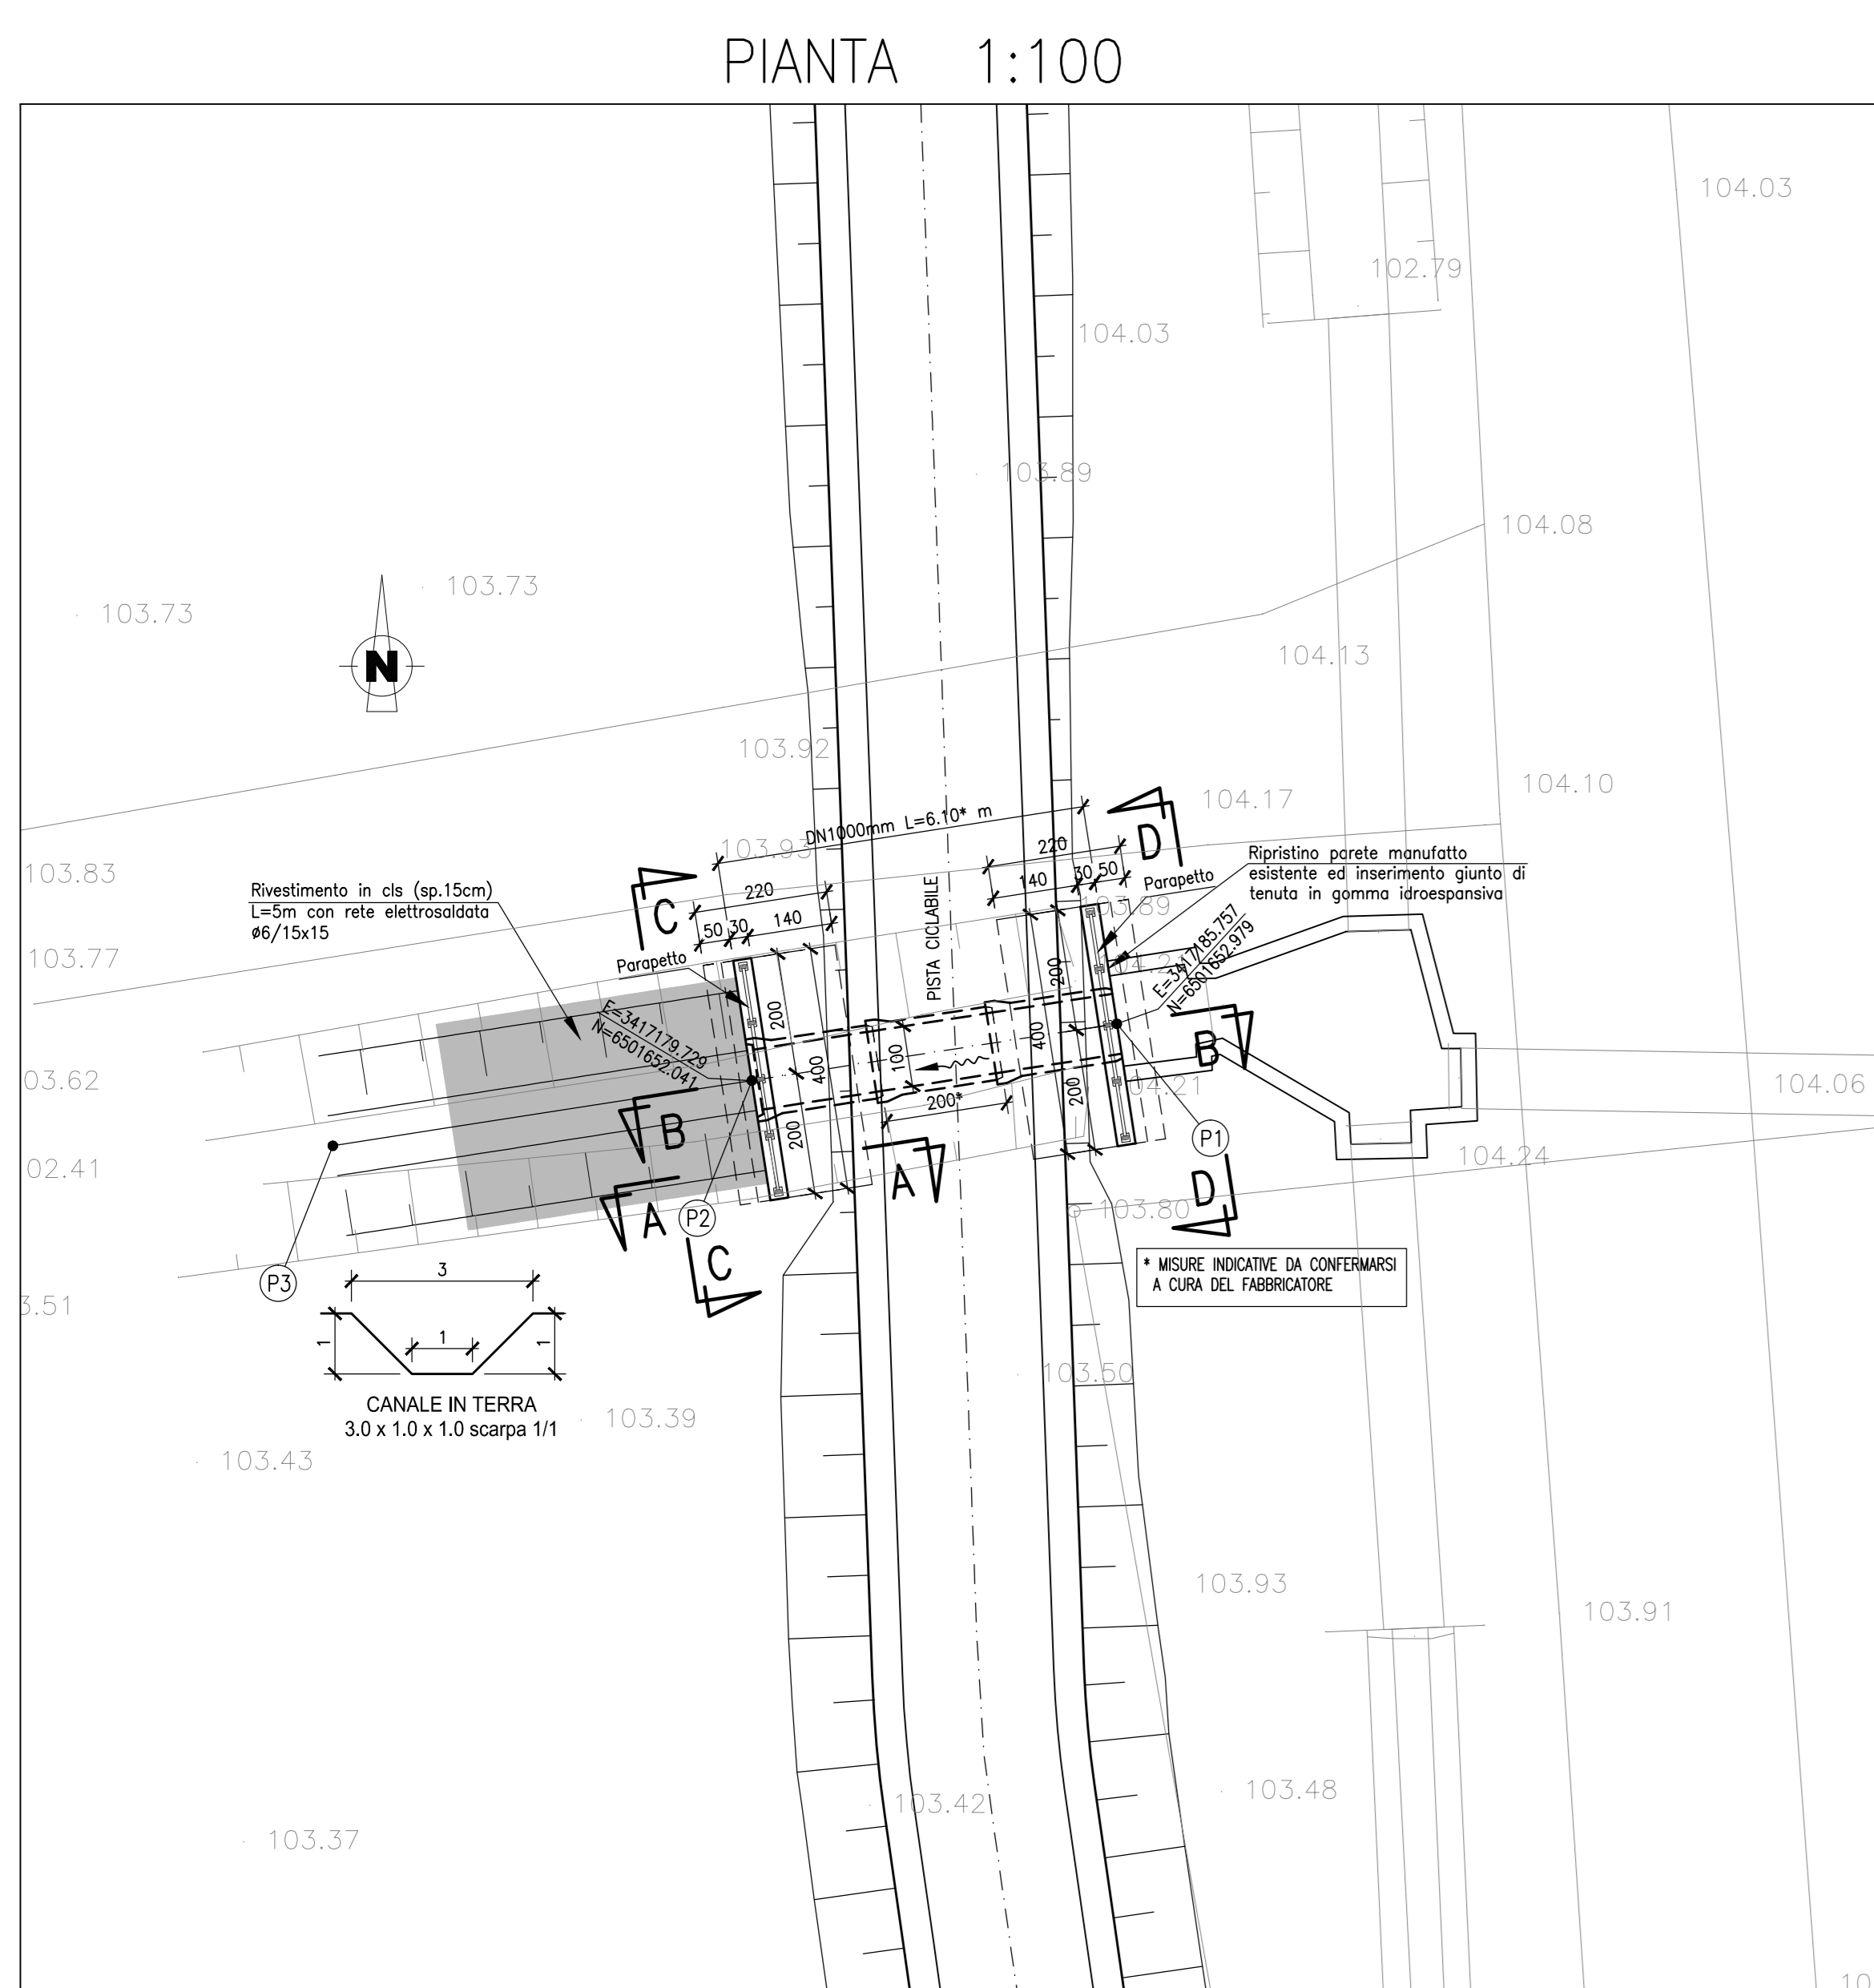 PIANTA 1:100
104.03
102.79
104.03
103.89
104.08
103.73
103.73
N
104.13
103.92
104.10
104.17
DN1000mm L=6.10* m
103.93
220
D
Ripristino parete manufatto
esistente ed inserimento giunto di
tenuta in gomma idroespansiva
103.83
Rivestimento in cls (sp.15cm)
L=5m con rete elettrosaldata
ø6/15x15
C
220
50 30 140
PISTA CICLABILE
140 30 50
Parapetto
103.89
103.77
Parapetto
E=3417179.729
N=6501652.041
E=3417185.757
N=6501652.979
200
400
200
100
200*
200
400
200
B
B
04.21
03.62
104.06
02.41
A
A
P1
P2
P3
C
D
104.24
103.80
* MISURE INDICATIVE DA CONFERMARSI
A CURA DEL FABBRICATORE
3.51
3
1
1
1
CANALE IN TERRA
3.0 x 1.0 x 1.0 scarpa 1/1
103.50
103.39
103.43
103.93
103.91
103.48
103.42
103.37